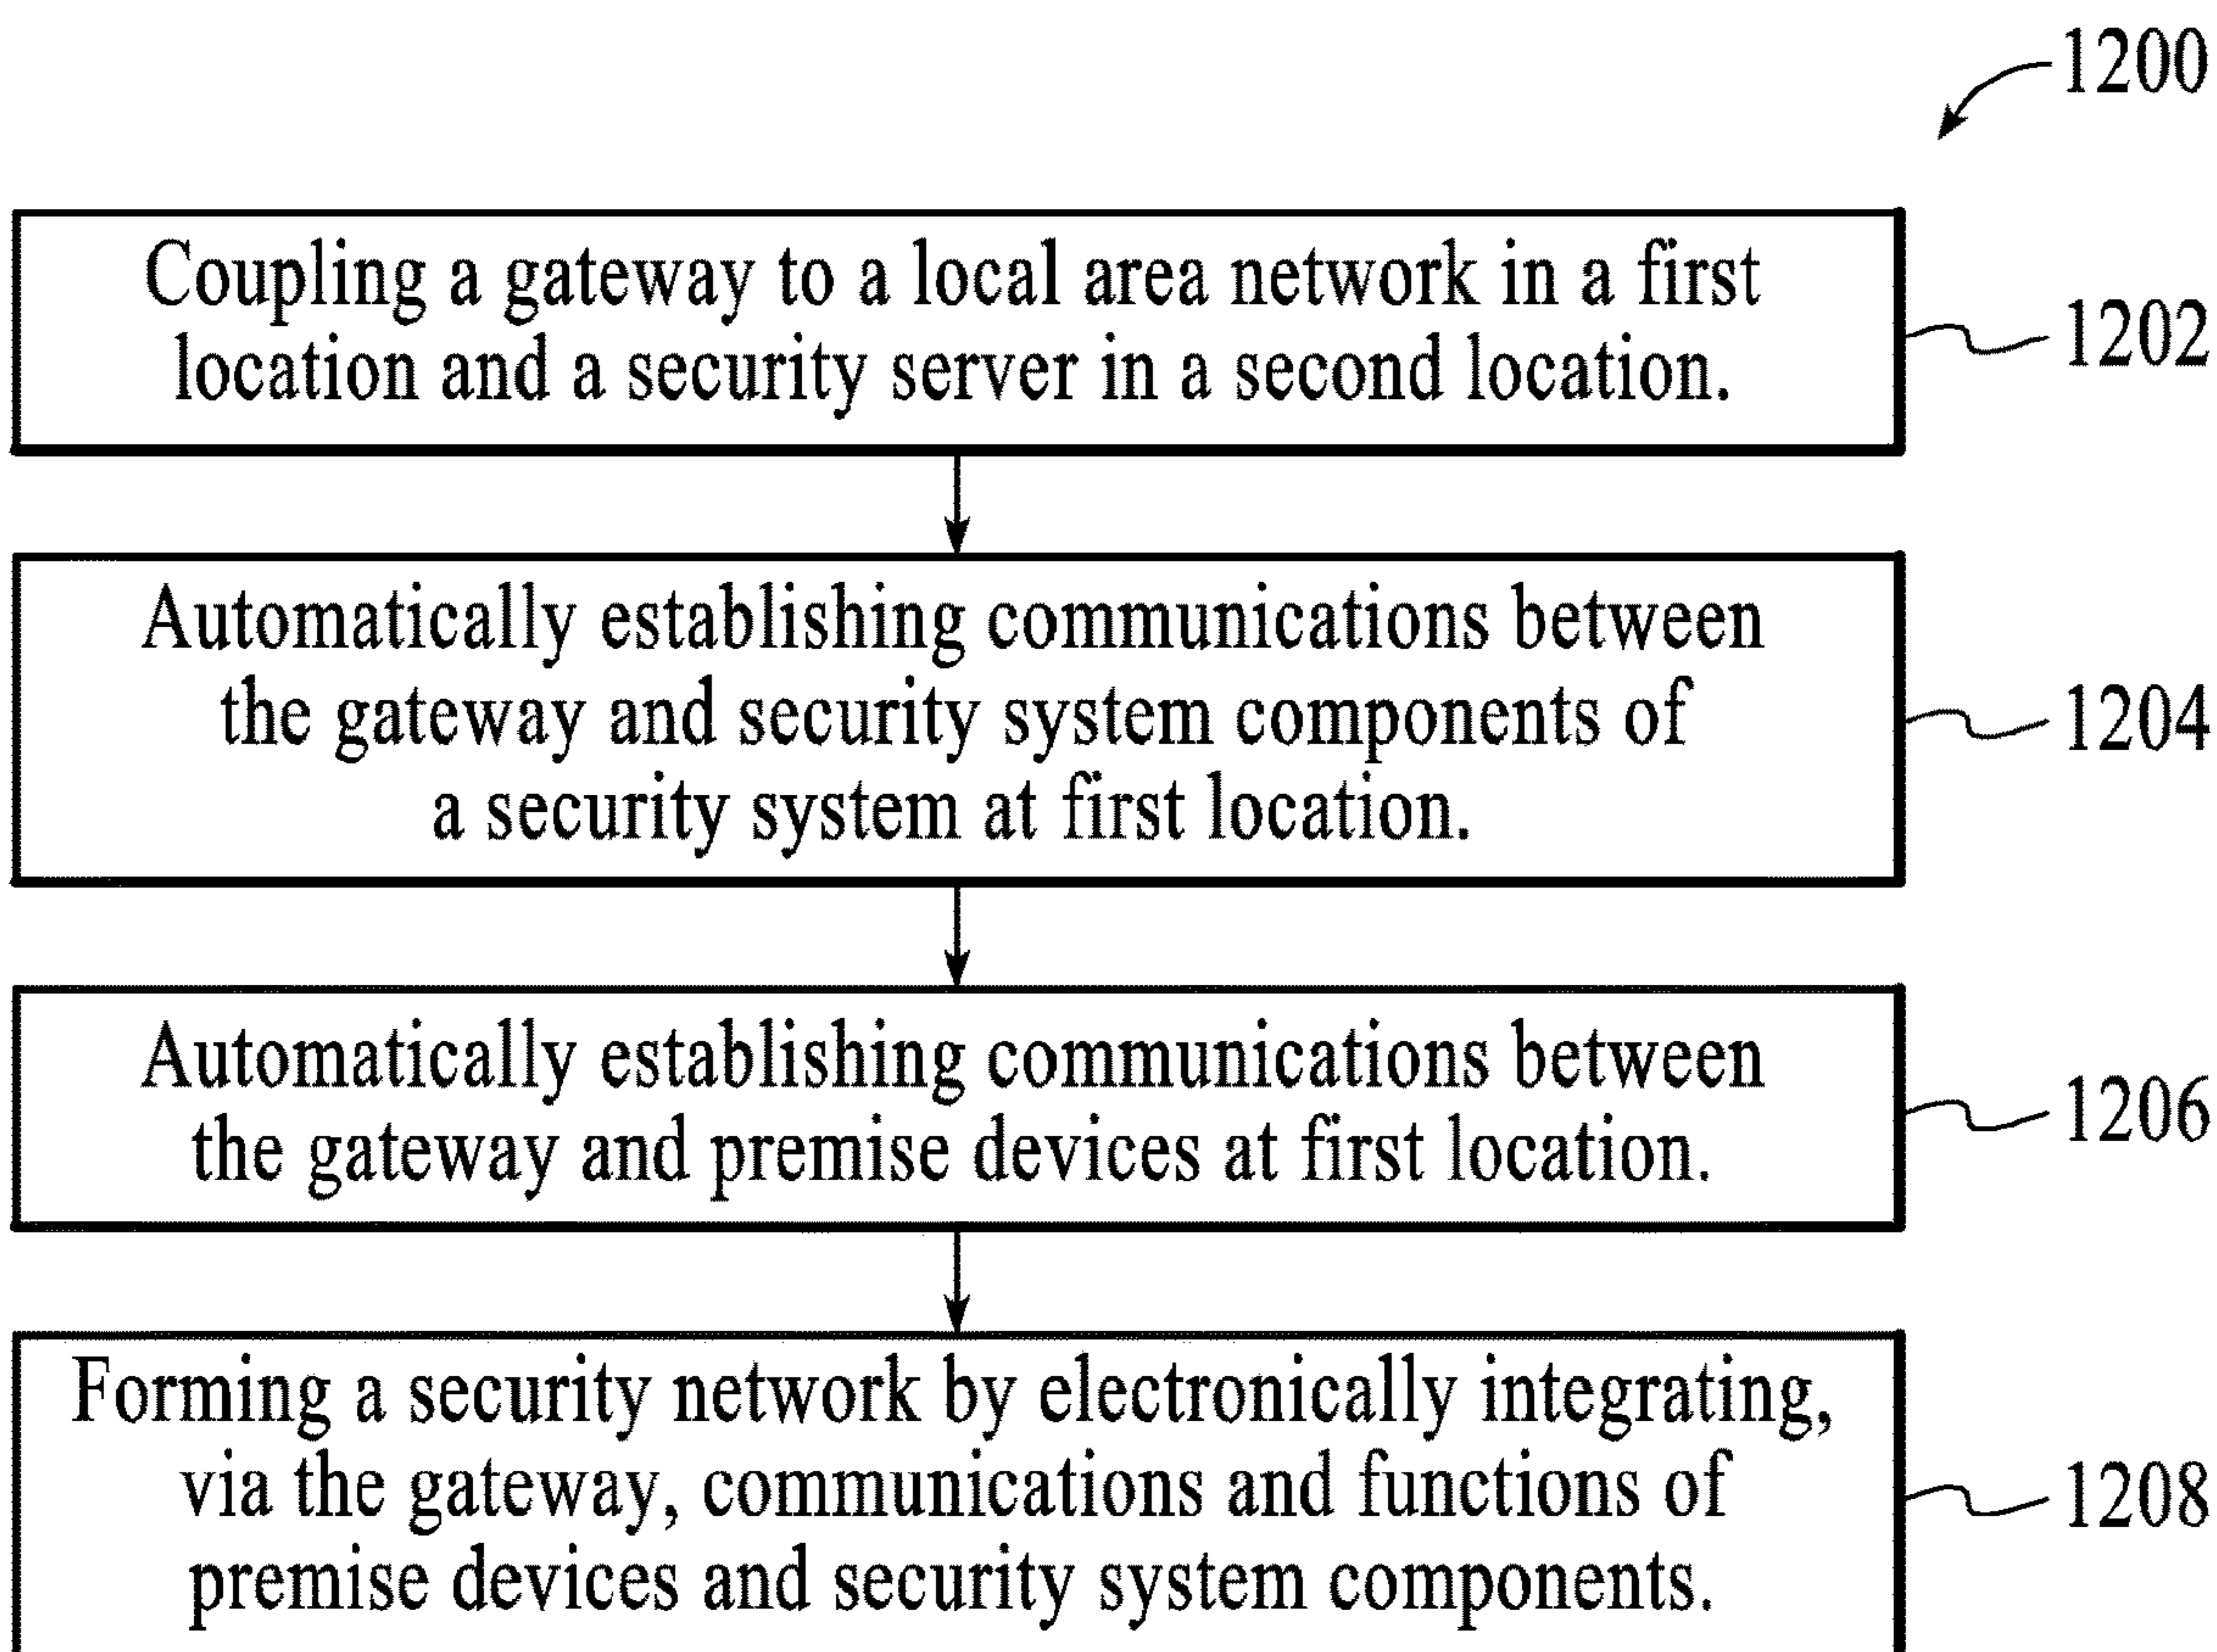 1200
Coupling a gateway to a local area network in a first
location and a security server in a second location.
1202
Automatically establishing communications between
the gateway and security system components of
a security system at first location.
1204
Automatically establishing communications between
the gateway and premise devices at first location.
1206
Forming a security network by electronically integrating,
via the gateway, communications and functions of
premise devices and security system components.
1208